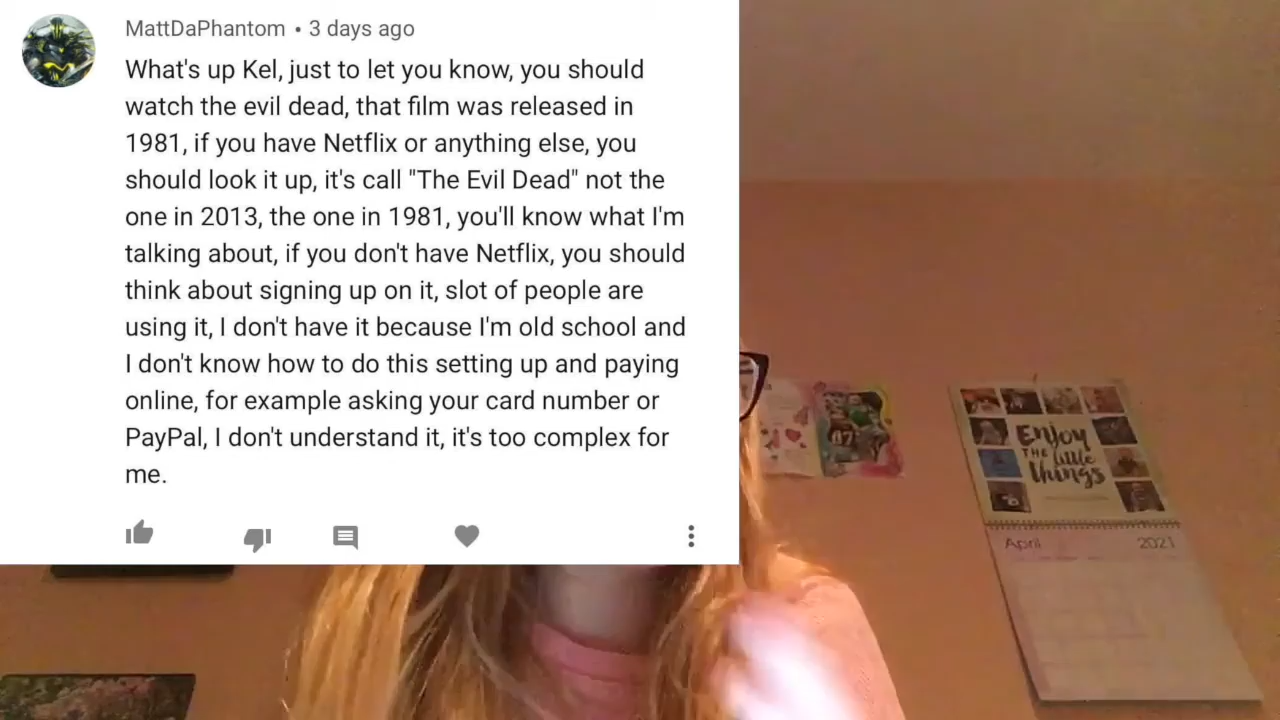 MattDaPhantom • 3 days ago
What's up Kel, just to let you know, you should
watch the evil dead, that film was released in
1981, if you have Netflix or anything else, you
should look it up, it's call "The Evil Dead" not the
one in 2013, the one in 1981, you'll know what I'm
talking about, if you don't have Netflix, you should
think about signing up on it, slot of people are
using it, I don't have it because I'm old school and
I don't know how to do this setting up and paying
online, for example asking your card number or
PayPal, I don't understand it, it's too complex for
me.
87
Enjoy
THE little
things
April 2021